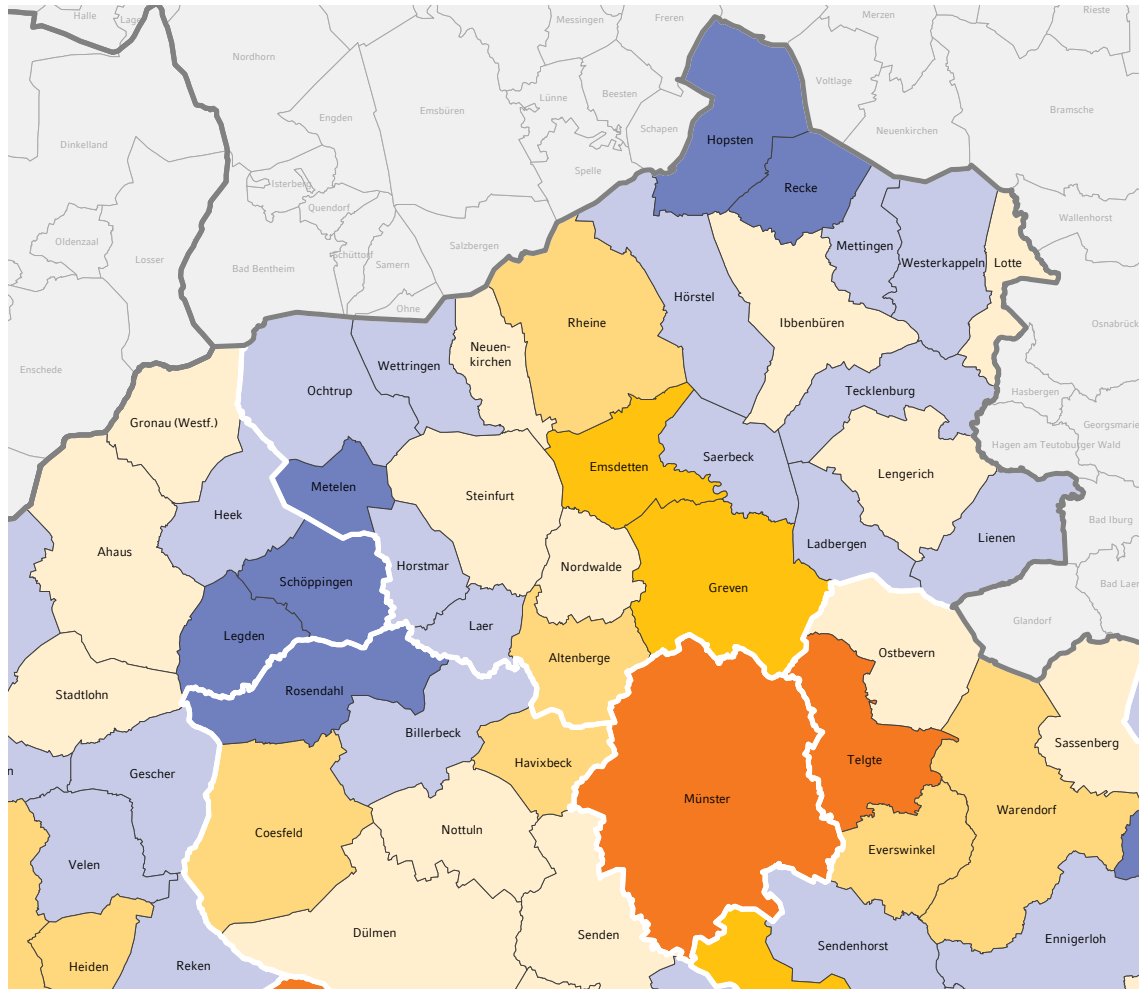 Halle
Lage
Messingen
Freren
Merzen
Rieste
Nordhorn
Voltlage
Lünne
Beesten
Bramsche
Emsbüren
Engden
Schapen
Neuenkirchen
Hopsten
Dinkelland
Spelle
Isterberg
Recke
Quendorf
Wallenhorst
Oldenzaal
Losser
Salzbergen
Mettingen
Schüttorf
Bad Bentheim
Samern
Westerkappeln
Lotte
Hörstel
Ohne
Rheine
Ibbenbüren
Osnabrück
Neuen-
kirchen
Enschede
Wettringen
Ochtrup
Tecklenburg
Hasbergen
Gronau (Westf.)
Georgsmarie
Hagen am Teutoburger Wald
Saerbeck
Emsdetten
Lengerich
Metelen
Steinfurt
Heek
Bad Iburg
Lienen
Ladbergen
Ahaus
Horstmar
Nordwalde
Schöppingen
Bad Laer
Greven
Glandorf
Legden
Laer
Altenberge
Ostbevern
Stadtlohn
Rosendahl
Billerbeck
Sassenberg
Telgte
Havixbeck
n
Gescher
Münster
Warendorf
Coesfeld
Nottuln
Everswinkel
Velen
Dülmen
Senden
Ennigerloh
Sendenhorst
Heiden
Reken